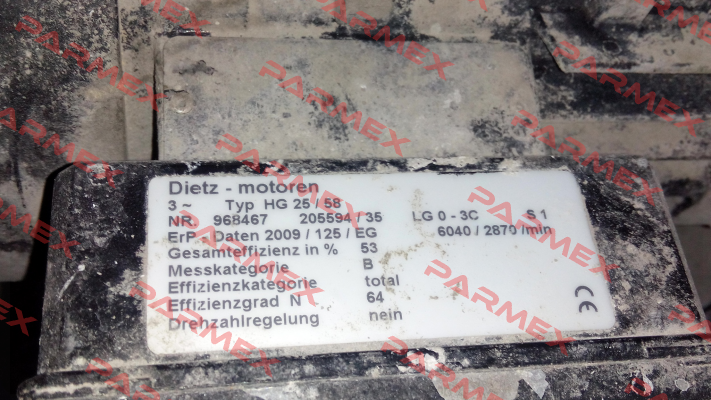 Dietz - motoren
3 ~ Typ HG 25 / 58 LG 0 - 3C S 1
NR. 968467 205594 / 35 6040 / 2870 /min
ErP - Daten 2009 / 125 / EG
Gesamteffizienz in % 53
Messkategorie B
Effizienzkategorie total
Effizienzgrad N 64
Drehzahlregelung nein
CE
PARMEX